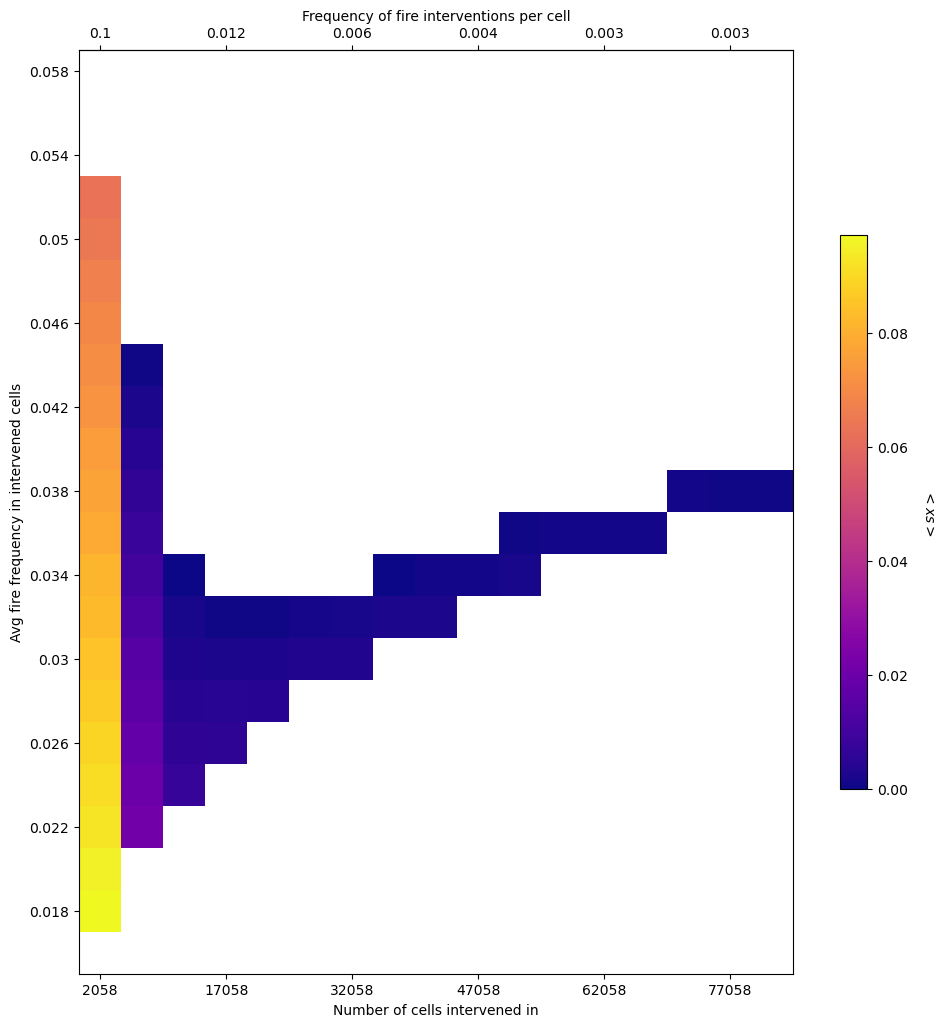 Frequency of fire interventions per cell
0.1 0.012 0.006 0.004 0.003 0.003
Avg fire frequency in intervened cells
0.058
0.054
0.05
0.046
0.042
0.038
0.034
0.03
0.026
0.022
0.018
2058 17058 32058 47058 62058 77058
Number of cells intervened in
0.08
0.06
0.04
0.02
0.00
< sx >